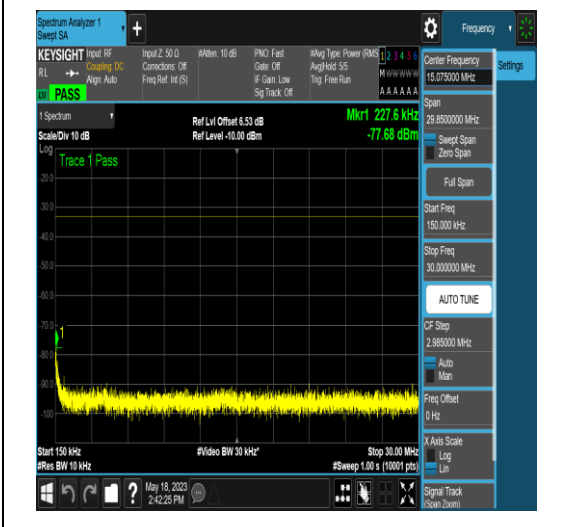 Spectrum Analyzer 1
Swept SA
+
Frequency
KEYSIGHT
RL
Input: RF
Coupling: DC
Align: Auto
Input Z: 50 Ω
Corrections: Off
Freq Ref: Int (S)
#Atten: 10 dB
PNO: Fast
Gate: Off
IF Gain: Low
Sig Track: Off
#Avg Type: Power (RMS
Avg|Hold: 5/5
Trig: Free Run
1 2 3 4 5 6
M w w w w w
A A A A A A
PASS
1 Spectrum
Scale/Div 10 dB
Ref Lvl Offset 6.53 dB
Ref Level -10.00 dBm
Mkr1 227.6 kHz
-77.68 dBm
Log
Trace 1 Pass
-20.0
-30.0
-40.0
-50.0
-60.0
-70.0
-80.0
-90.0
-100
1
Start 150 kHz
#Res BW 10 kHz
#Video BW 30 kHz*
Stop 30.00 MHz
#Sweep 1.00 s (10001 pts)
?
May 18, 2023
2:42:25 PM
Center Frequency
15.075000 MHz
Settings
Span
29.8500000 MHz
Swept Span
Zero Span
Full Span
Start Freq
150.000 kHz
Stop Freq
30.000000 MHz
AUTO TUNE
CF Step
2.985000 MHz
Auto
Man
Freq Offset
0 Hz
X Axis Scale
Log
Lin
Signal Track
(Span Zoom)